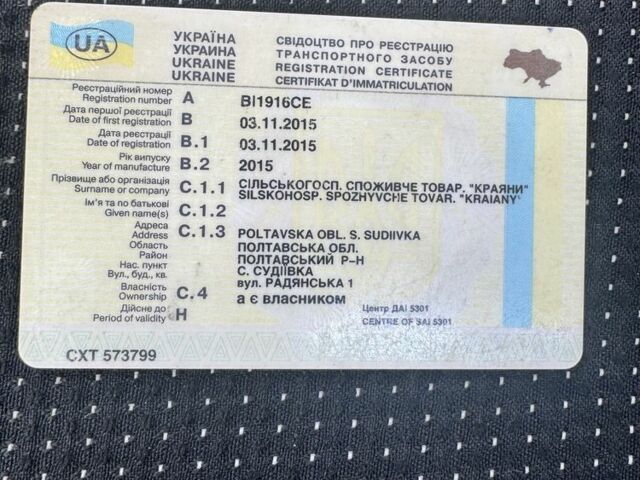 UA
УКРАЇНА
УКРАИНА
UKRAINE
UKRAINE
СВІДОЦТВО ПРО РЕЄСТРАЦІЮ
ТРАНСПОРТНОГО ЗАСОБУ
REGISTRATION CERTIFICATE
CERTIFIKAT D'IMMATRICULATION
Реєстраційний номер
Registration number A BI1916CE
Дата першої реєстрації
Date of first registration B 03.11.2015
Дата реєстрації
Date of registration B.1 03.11.2015
Рік випуску
Year of manufacture B.2 2015
Прізвище або організація
Surname or company C.1.1 СІЛЬСЬКОГОСП. СПОЖИВЧЕ ТОВАР. "КРАЯНИ"
SILSKOHOSP. SPOZHYVCHE TOVAR. "KRAIANY"
Ім'я та по батькові
Given name(s) C.1.2
Адреса
Address C.1.3 POLTAVSKA OBL. S. SUDIIVKA
Область ПОЛТАВСЬКА ОБЛ.
Район ПОЛТАВСЬКИЙ Р-Н
Нас. пункт С. СУДІЇВКА
Вул., буд., кв. вул. РАДЯНСЬКА 1
Власність
Ownership C.4 а є власником
Дійсне до
Period of validity H
Центр ДАІ 5301
CENTRE OF SAI 5301
CXT 573799